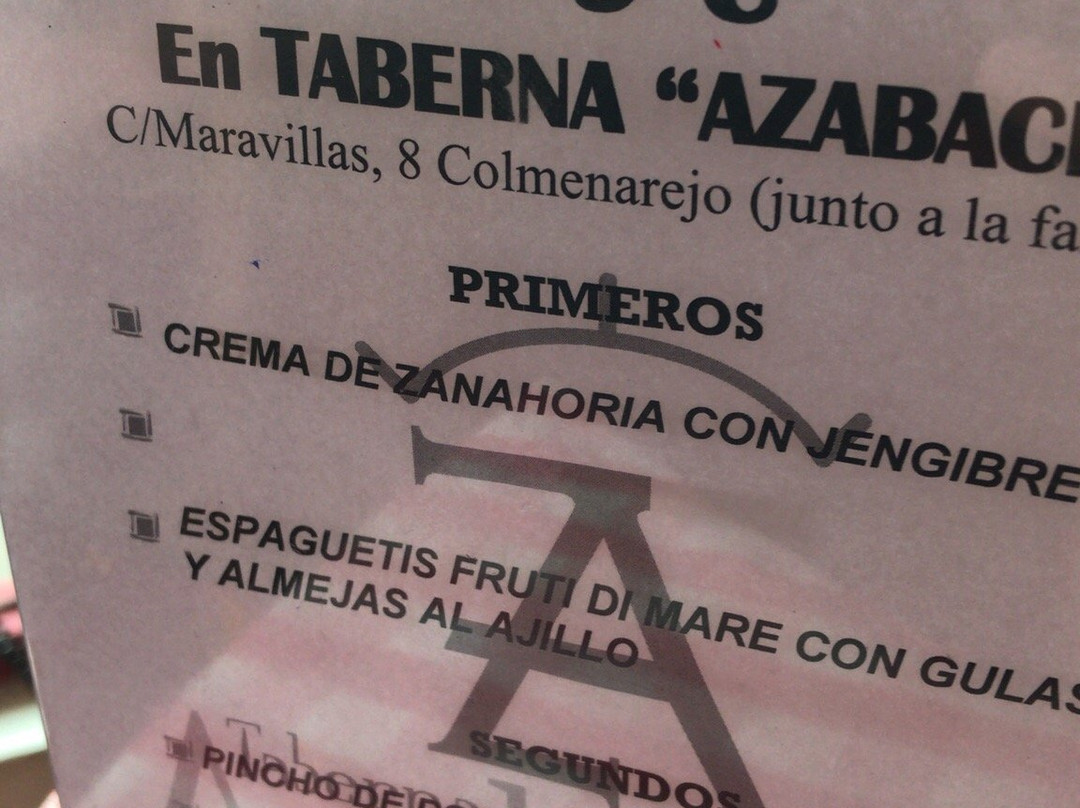 En TABERNA "AZABAC
C/Maravillas, 8 Colmenarejo (junto a la fa
PRIMEROS
CREMA DE ZANAHORIA CON JENGIBRE
ESPAGUETIS FRUTI DI MARE CON GULAS
Y ALMEJAS AL AJILLO
SEGUNDOS
PINCHO DE